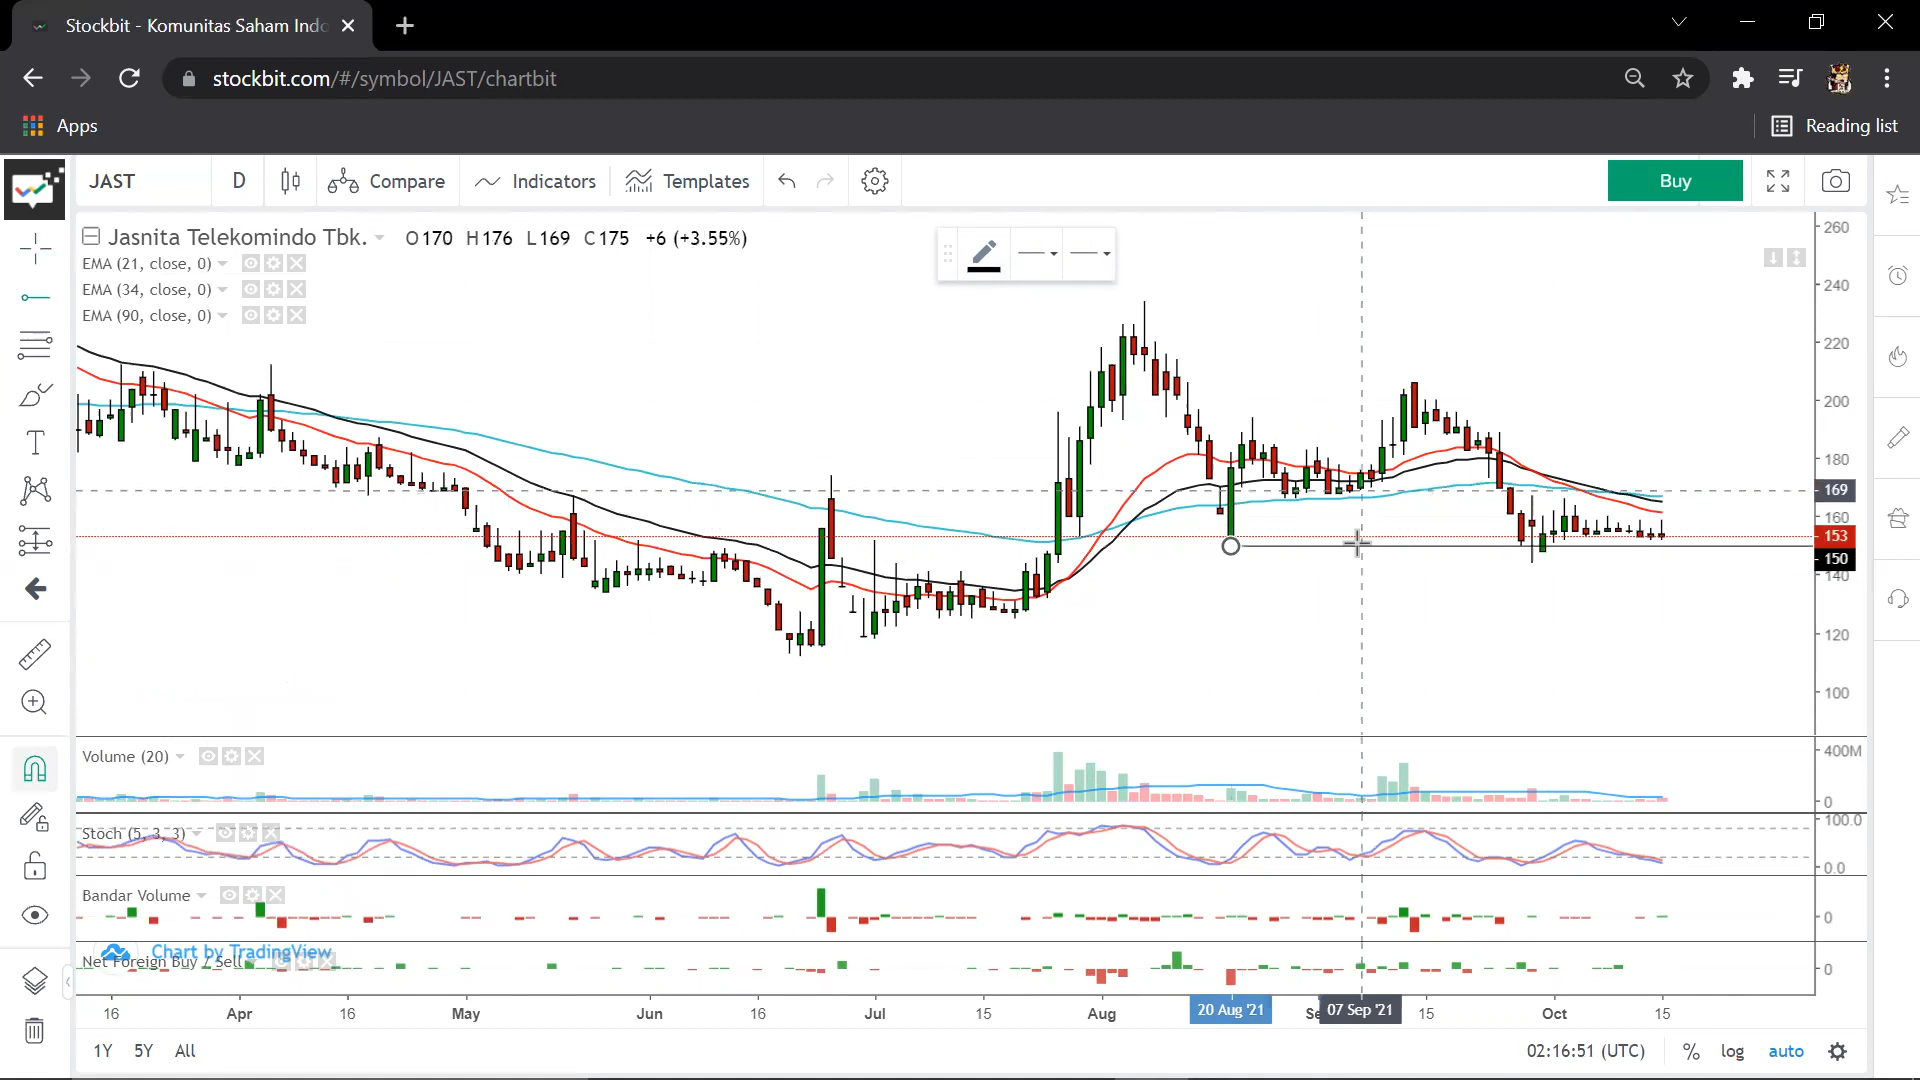 Stockbit - Komunitas Saham Indo
stockbit.com/#/symbol/JAST/chartbit
Apps
Reading list
JAST D Compare Indicators Templates Buy
Jasnita Telekomindo Tbk. O170 H176 L169 C175 +6 (+3.55%)
EMA (21, close, 0)
EMA (34, close, 0)
EMA (90, close, 0)
260
240
220
200
180
169
160
153
150
140
120
100
Volume (20)
400M
0
Stoch (5, 3, 3)
100.0
0.0
Bandar Volume
0
Chart by TradingView
Net Foreign Buy / Sell
0
16 Apr 16 May Jun 16 Jul 15 Aug 20 Aug '21 Se 07 Sep '21 15 Oct 15
1Y 5Y All 02:16:51 (UTC) % log auto